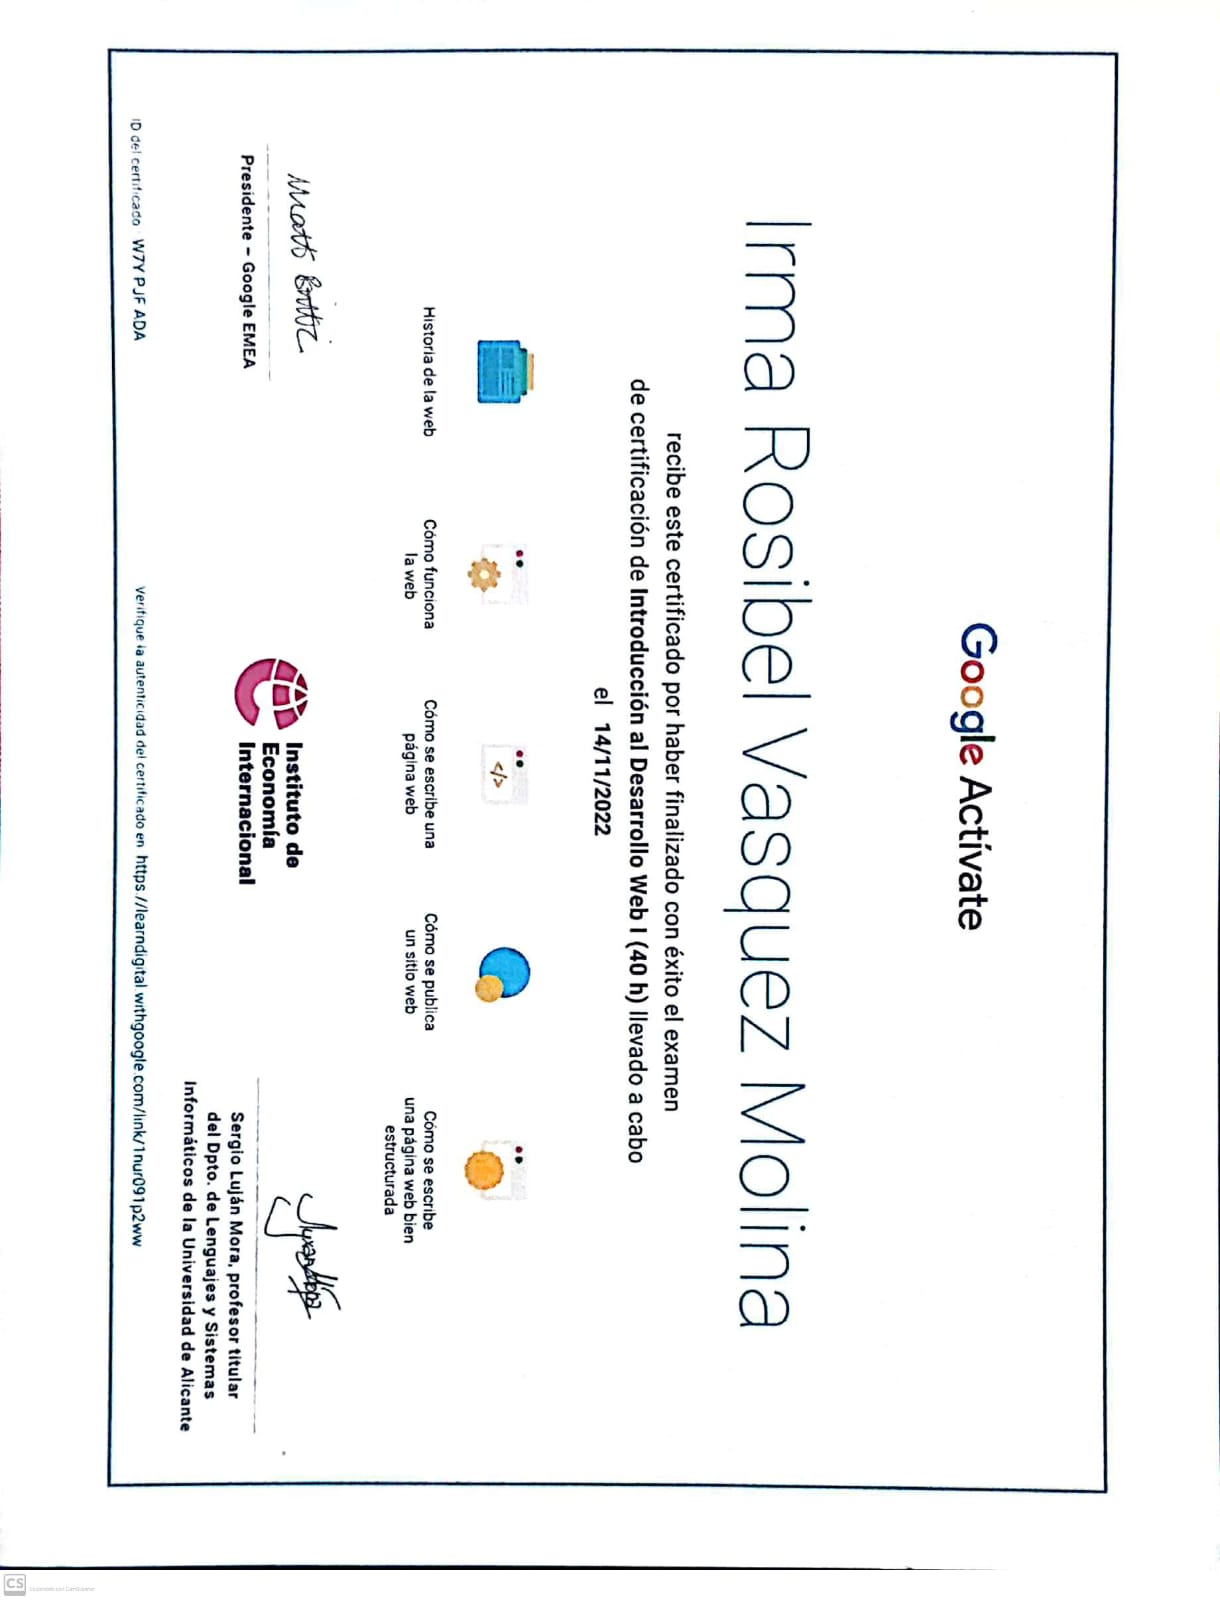 Google Actívate
Irma Rosibel Vasquez Molina
recibe este certificado por haber finalizado con éxito el examen
de certificación de Introducción al Desarrollo Web I (40 h) llevado a cabo
el 14/11/2022
</>
Historia de la web
Cómo funciona
la web
Cómo se escribe una
página web
Cómo se publica
un sitio web
Cómo se escribe
una página web bien
estructurada
Presidente – Google EMEA
Instituto de
Economía
Internacional
Sergio Luján Mora, profesor titular
del Dpto. de Lenguajes y Sistemas
Informáticos de la Universidad de Alicante
ID del certificado W7Y PJF ADA
Verifique la autenticidad del certificado en https://learndigital.withgoogle.com/link/1nur091p2ww
CS